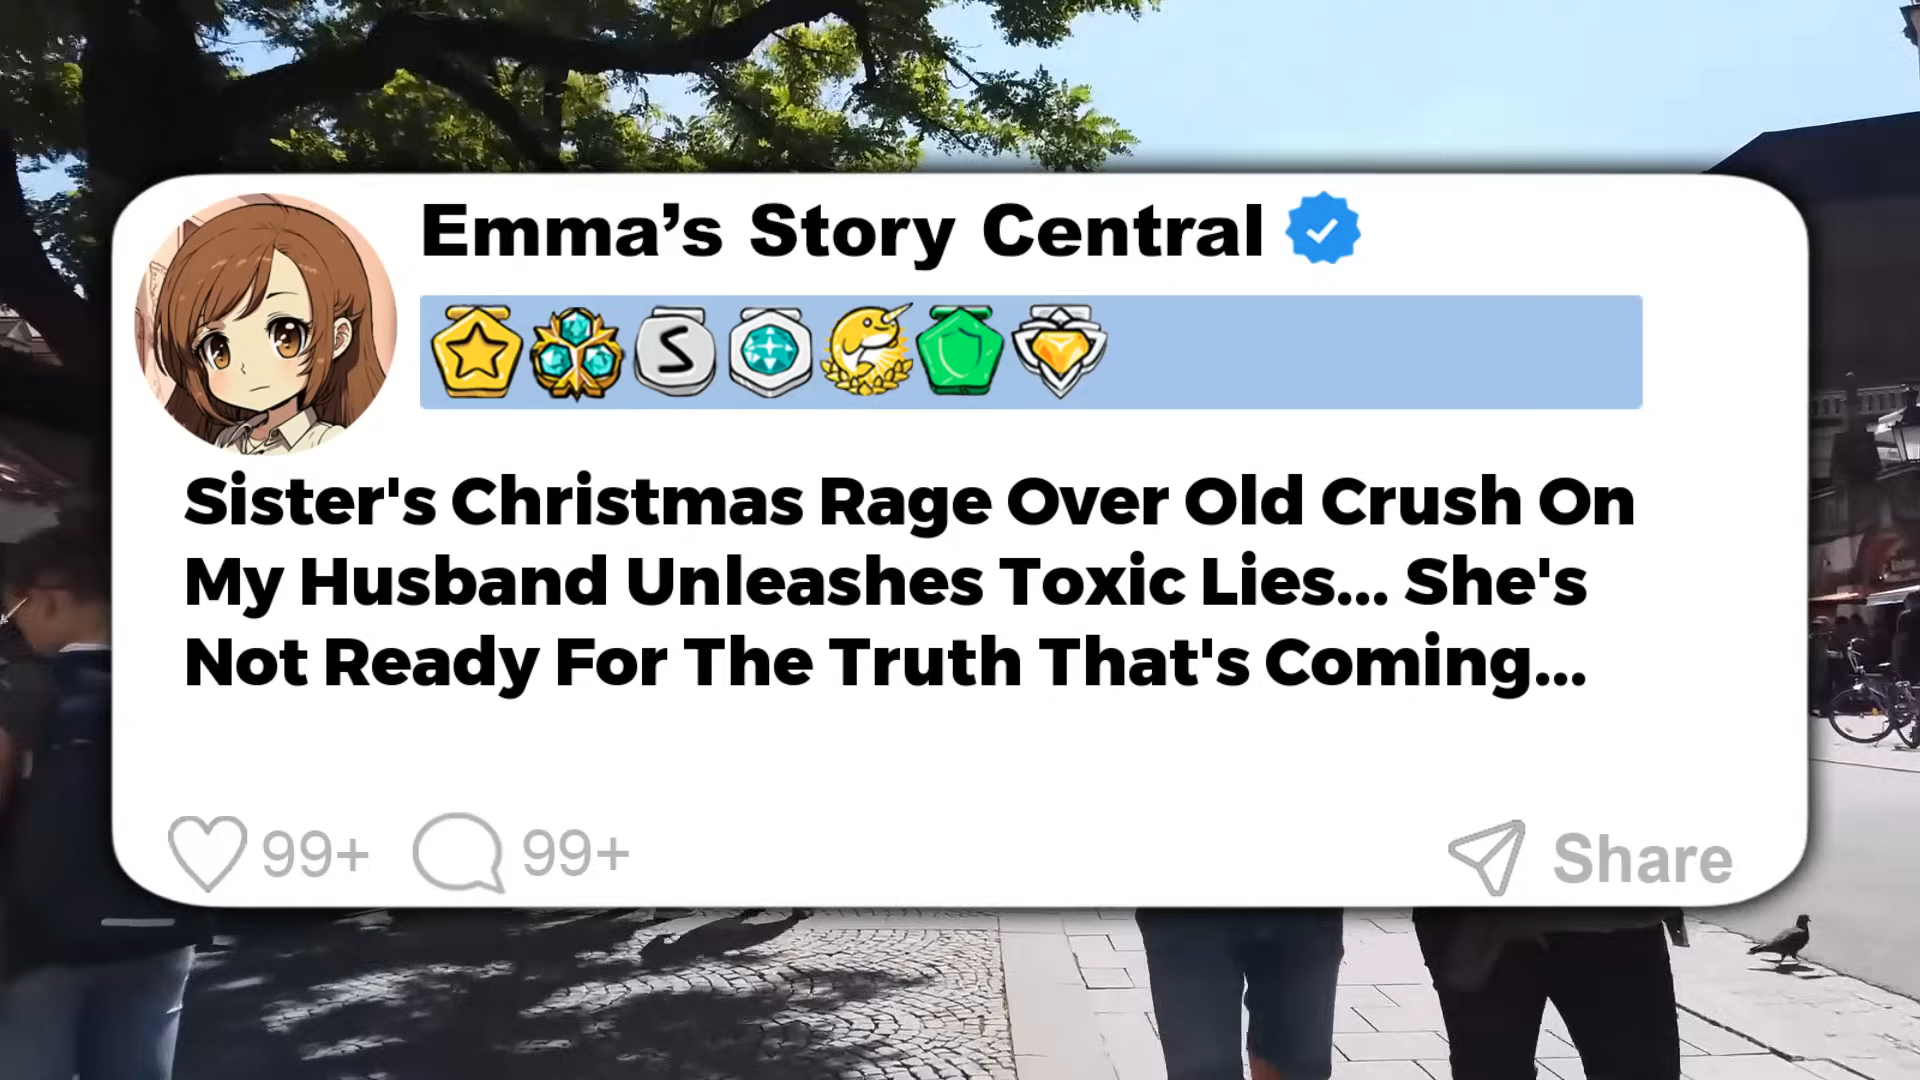 Emma’s Story Central
S
Sister's Christmas Rage Over Old Crush On
My Husband Unleashes Toxic Lies... She's
Not Ready For The Truth That's Coming...
99+
99+
Share